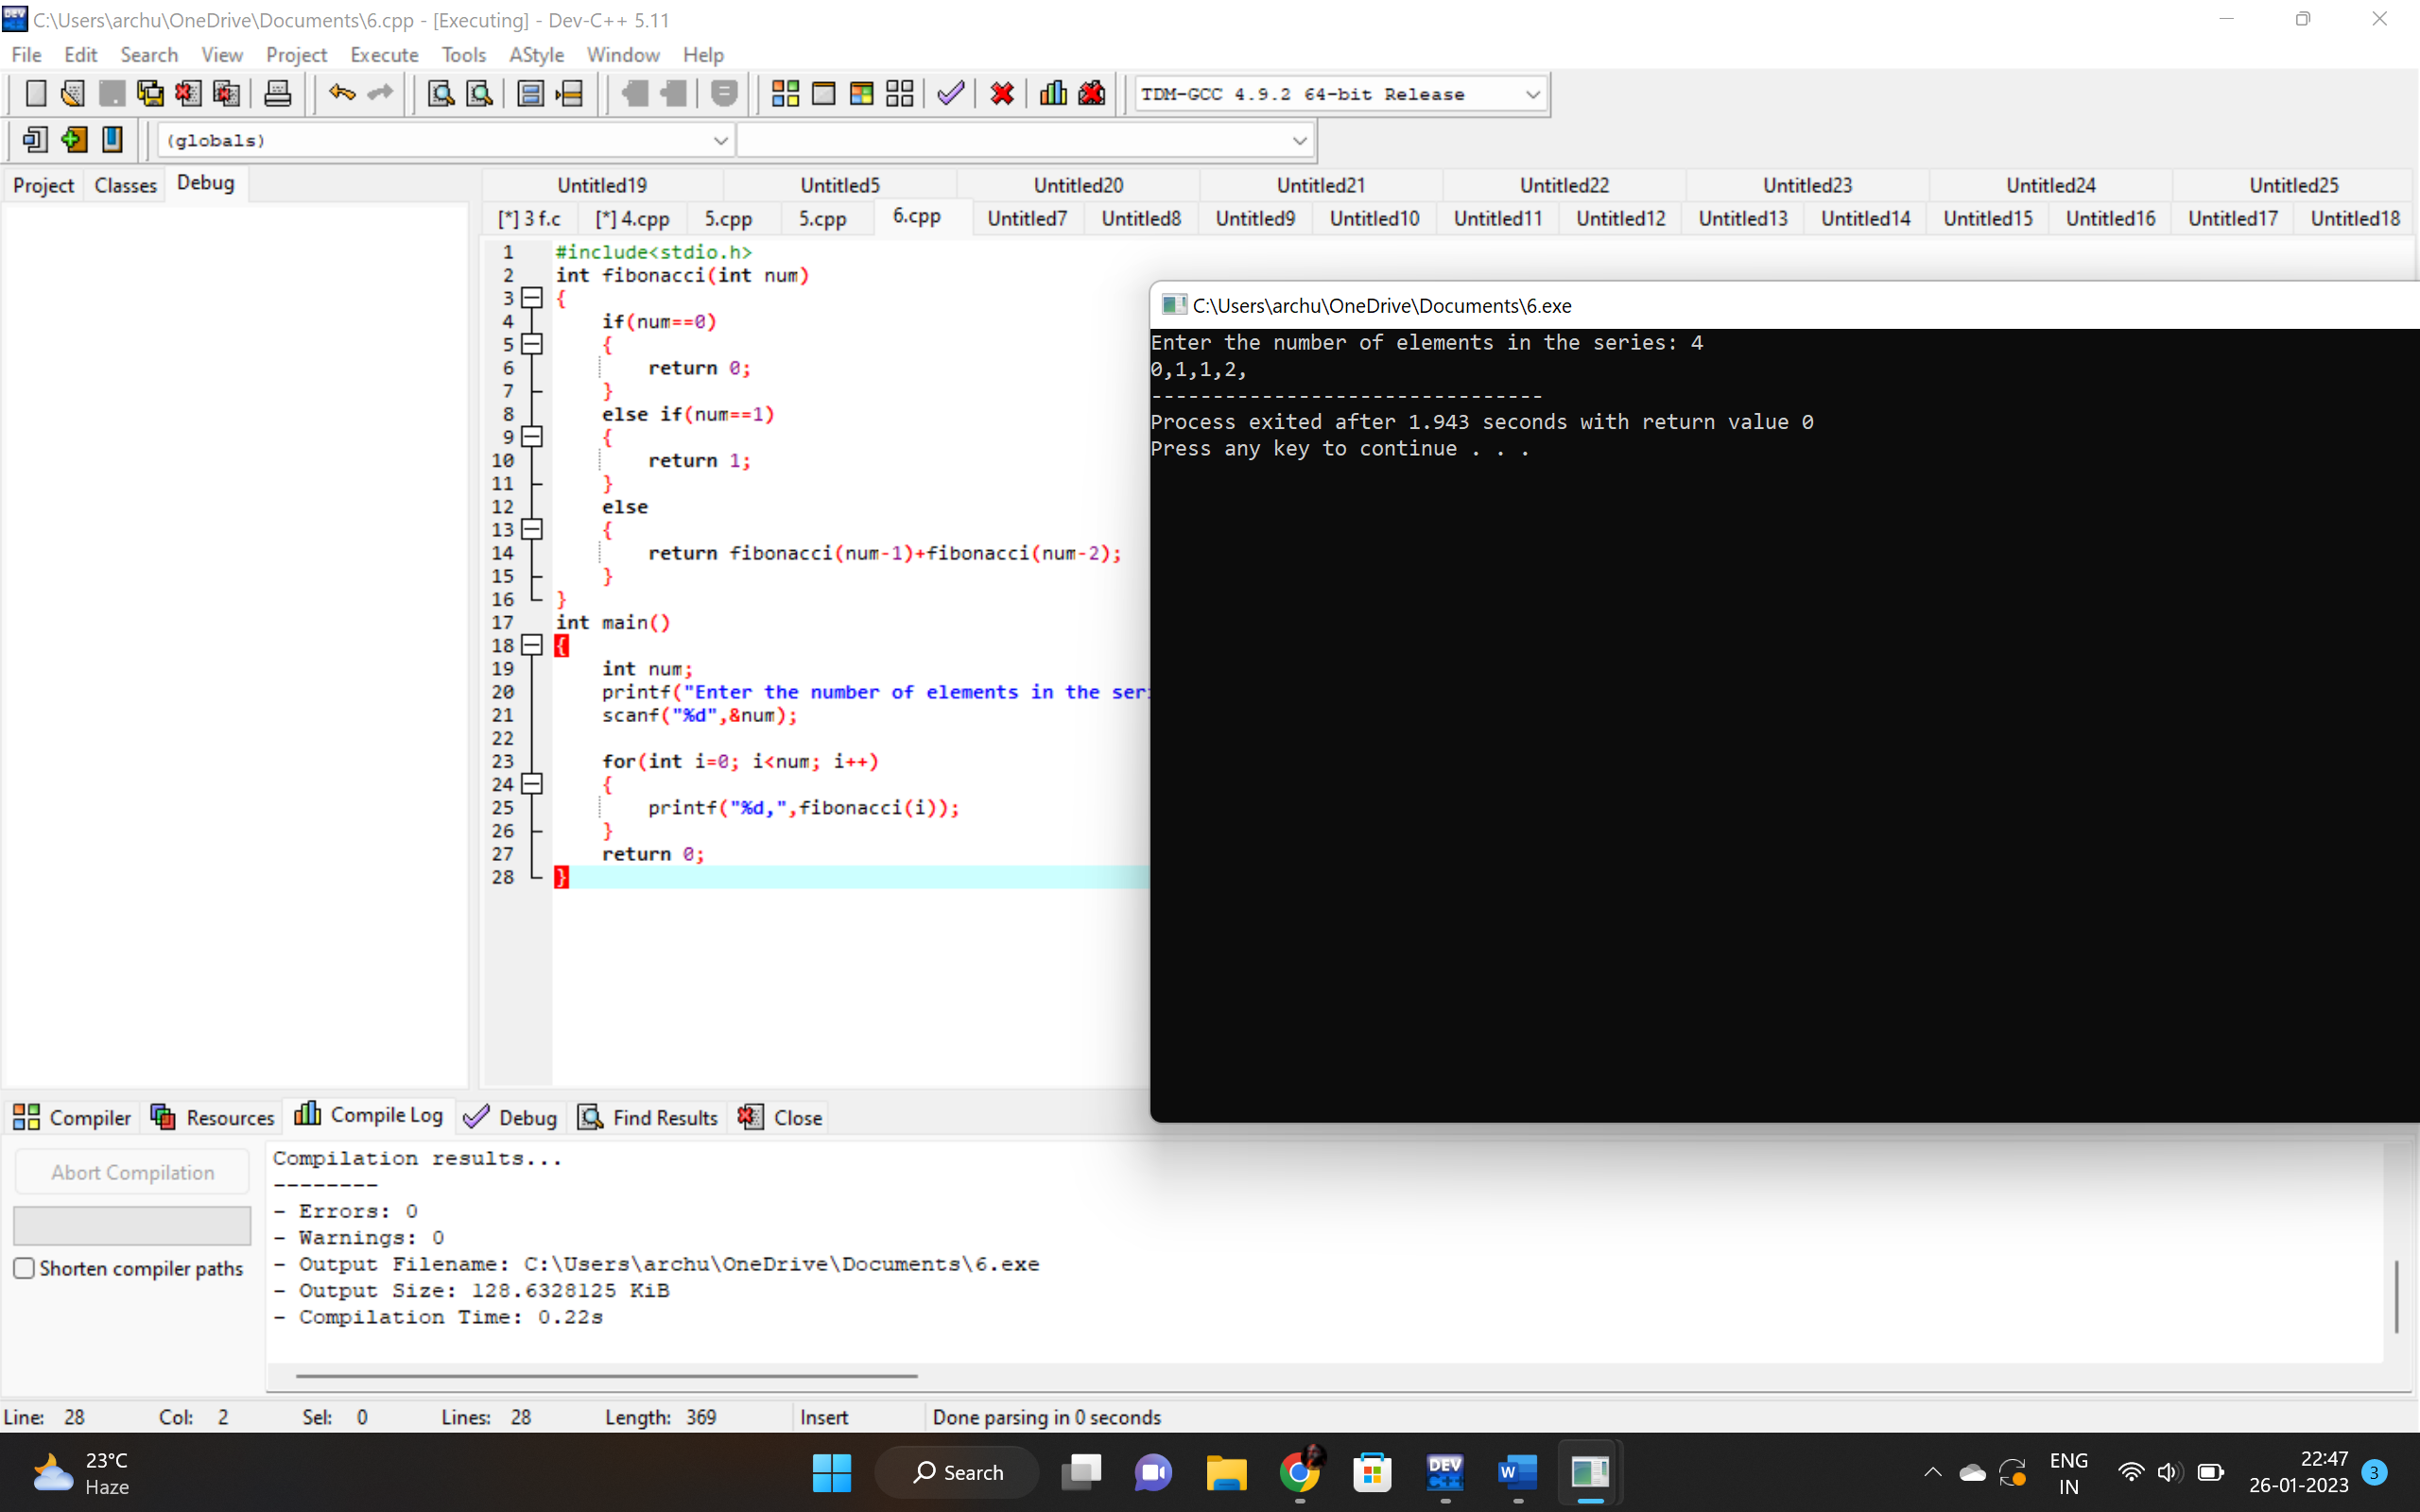 C:\Users\archu\OneDrive\Documents\6.cpp - [Executing] - Dev-C++ 5.11
File Edit Search View Project Execute Tools AStyle Window Help
TDM-GCC 4.9.2 64-bit Release
(globals)
Project Classes Debug
Untitled19 Untitled5 Untitled20 Untitled21 Untitled22 Untitled23 Untitled24 Untitled25
[*] 3 f.c [*] 4.cpp 5.cpp 5.cpp 6.cpp Untitled7 Untitled8 Untitled9 Untitled10 Untitled11 Untitled12 Untitled13 Untitled14 Untitled15 Untitled16 Untitled17 Untitled18
1 #include<stdio.h>
2 int fibonacci(int num)
3 {
4 if(num==0)
5 {
6 return 0;
7 }
8 else if(num==1)
9 {
10 return 1;
11 }
12 else
13 {
14 return fibonacci(num-1)+fibonacci(num-2);
15 }
16 }
17 int main()
18 {
19 int num;
20 printf("Enter the number of elements in the ser
21 scanf("%d",&num);
22
23 for(int i=0; i<num; i++)
24 {
25 printf("%d,",fibonacci(i));
26 }
27 return 0;
28 }
C:\Users\archu\OneDrive\Documents\6.exe
Enter the number of elements in the series: 4
0,1,1,2,
--------------------------------
Process exited after 1.943 seconds with return value 0
Press any key to continue . . .
Compiler Resources Compile Log Debug Find Results Close
Abort Compilation
Shorten compiler paths
Compilation results...
--------
- Errors: 0
- Warnings: 0
- Output Filename: C:\Users\archu\OneDrive\Documents\6.exe
- Output Size: 128.6328125 KiB
- Compilation Time: 0.22s
Line: 28 Col: 2 Sel: 0 Lines: 28 Length: 369 Insert Done parsing in 0 seconds
23°C
Haze
Search
DEV
C++
W
ENG
IN
22:47
26-01-2023
3